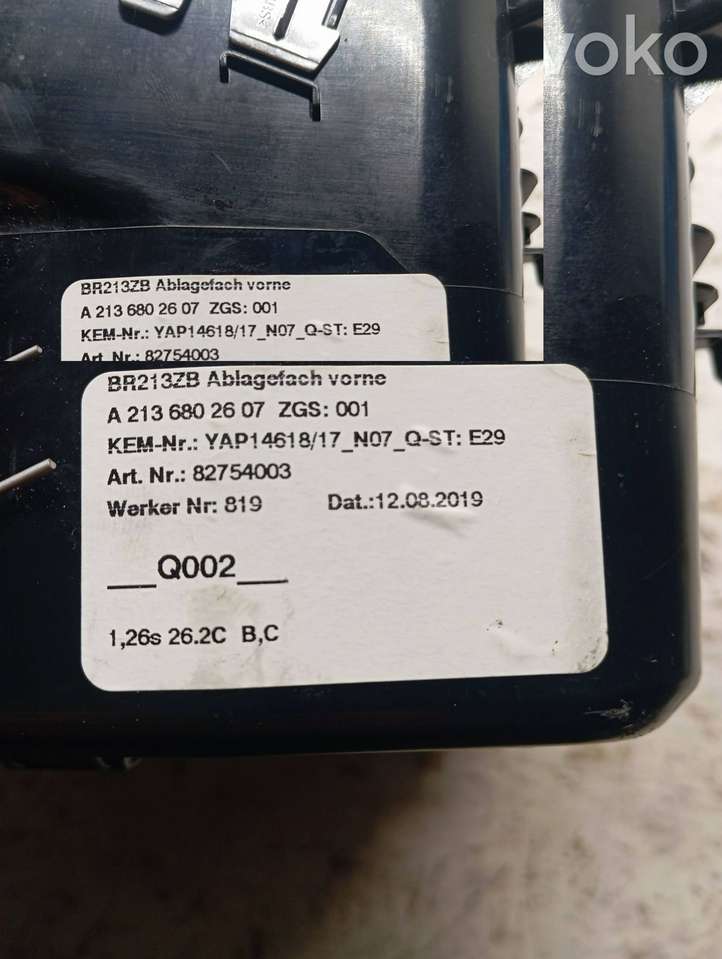 voko
BR213ZB Ablagefach vorne
A 213 680 26 07 ZGS: 001
KEM-Nr.: YAP14618/17_N07_Q-ST: E29
Art. Nr.: 82754003
BR213ZB Ablagefach vorne
A 213 680 26 07 ZGS: 001
KEM-Nr.: YAP14618/17_N07_Q-ST: E29
Art. Nr.: 82754003
Werker Nr: 819 Dat.:12.08.2019
___Q002___
1,26s 26.2C B,C